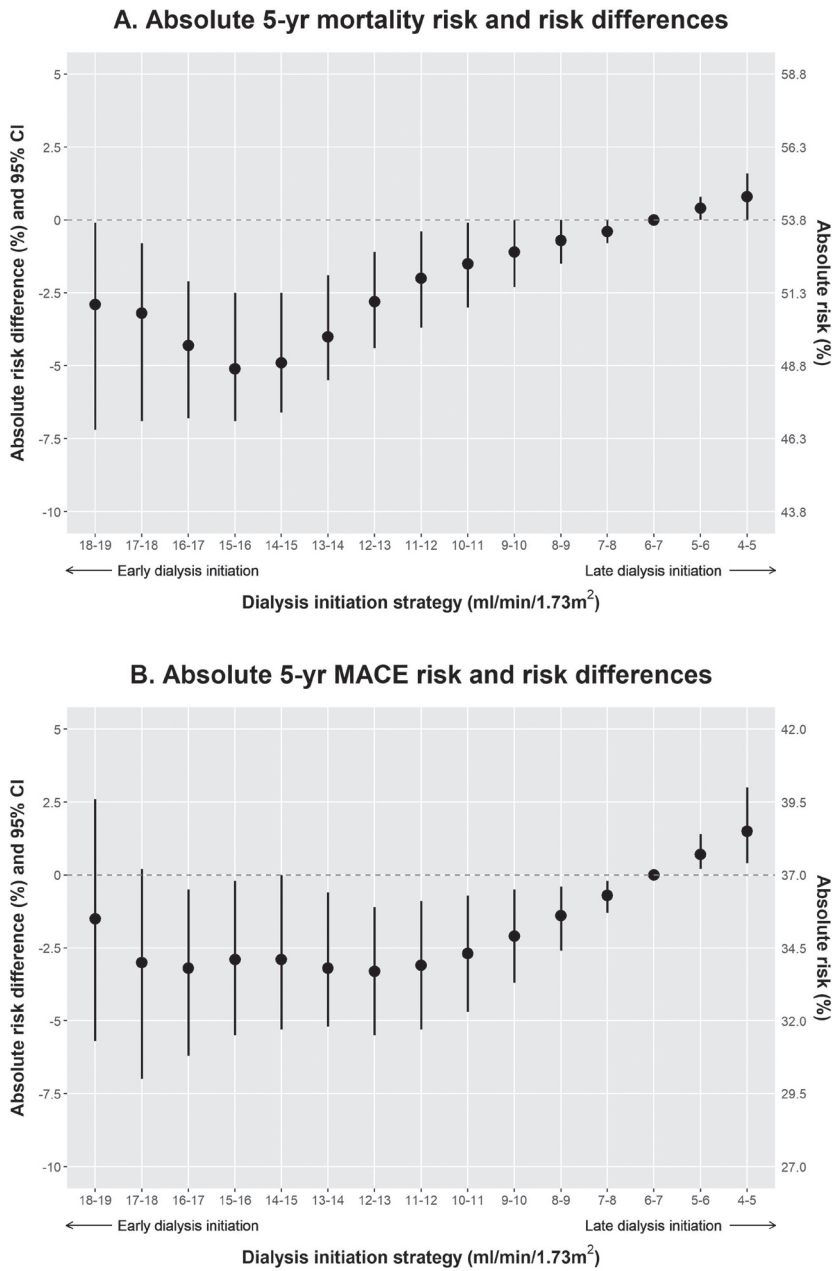 A. Absolute 5-yr mortality risk and risk differences
Absolute risk difference (%) and 95% CI
5
2.5
0
-2.5
-5
-7.5
-10
58.8
56.3
53.8
51.3
48.8
46.3
43.8
Absolute risk (%)
18-19 17-18 16-17 15-16 14-15 13-14 12-13 11-12 10-11 9-10 8-9 7-8 6-7 5-6 4-5
Early dialysis initiation Late dialysis initiation
Dialysis initiation strategy (ml/min/1.73m²)
B. Absolute 5-yr MACE risk and risk differences
Absolute risk difference (%) and 95% CI
5
2.5
0
-2.5
-5
-7.5
-10
42.0
39.5
37.0
34.5
32.0
29.5
27.0
Absolute risk (%)
18-19 17-18 16-17 15-16 14-15 13-14 12-13 11-12 10-11 9-10 8-9 7-8 6-7 5-6 4-5
Early dialysis initiation Late dialysis initiation
Dialysis initiation strategy (ml/min/1.73m²)